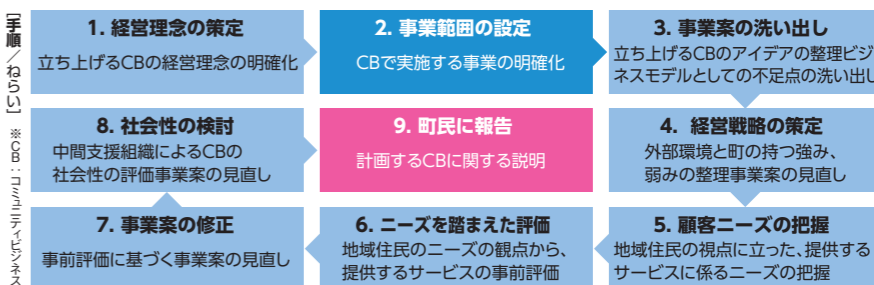 [手順／ねらい] ※CB：コミュニティビジネス
1. 経営理念の策定
立ち上げるCBの経営理念の明確化
2. 事業範囲の設定
CBで実施する事業の明確化
3. 事業案の洗い出し
立ち上げるCBのアイデアの整理ビジ
ネスモデルとしての不足点の洗い出し
4. 経営戦略の策定
外部環境と町の持つ強み、
弱みの整理事業案の見直し
5. 顧客ニーズの把握
地域住民の視点に立った、提供する
サービスに係るニーズの把握
6. ニーズを踏まえた評価
地域住民のニーズの観点から、
提供するサービスの事前評価
7. 事業案の修正
事前評価に基づく事業案の見直し
8. 社会性の検討
中間支援組織によるCBの
社会性の評価事業案の見直し
9. 町民に報告
計画するCBに関する説明